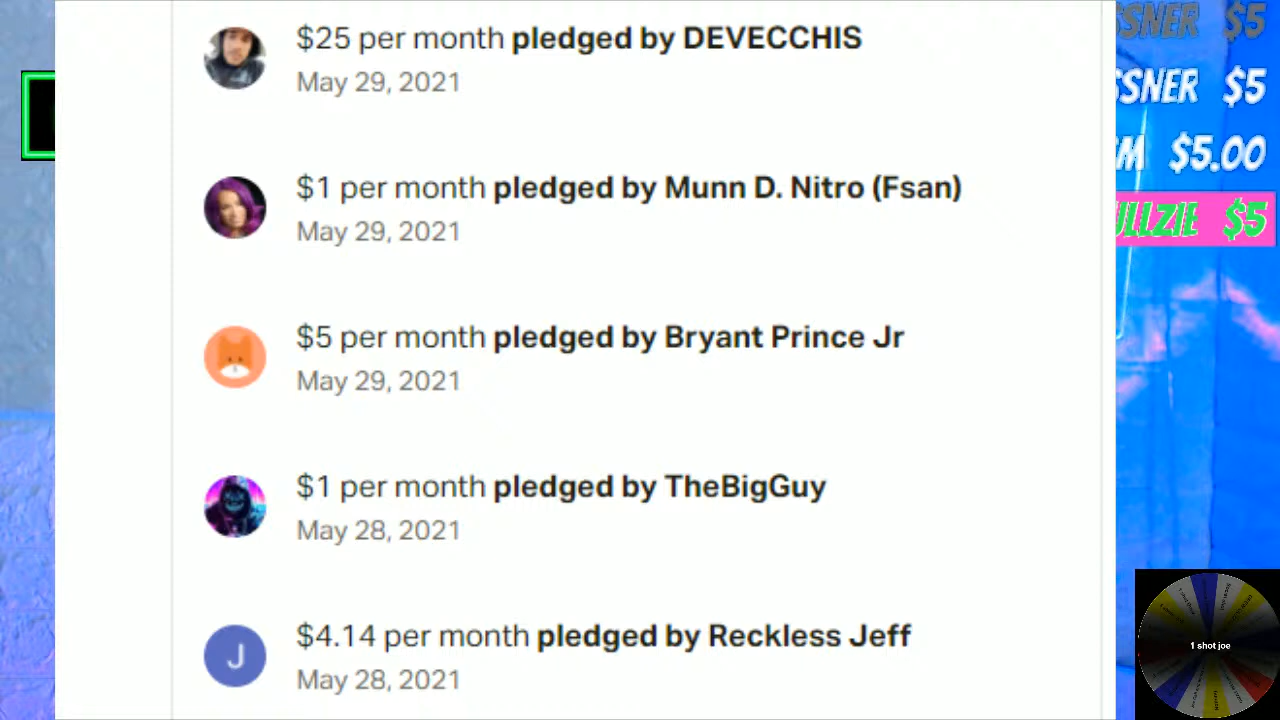 $25 per month pledged by DEVECCHIS
May 29, 2021
$1 per month pledged by Munn D. Nitro (Fsan)
May 29, 2021
$5 per month pledged by Bryant Prince Jr
May 29, 2021
$1 per month pledged by TheBigGuy
May 28, 2021
J
$4.14 per month pledged by Reckless Jeff
May 28, 2021
SSNER $5
SSNER $5
$5.00
ULLZIE $5
1 shot joe